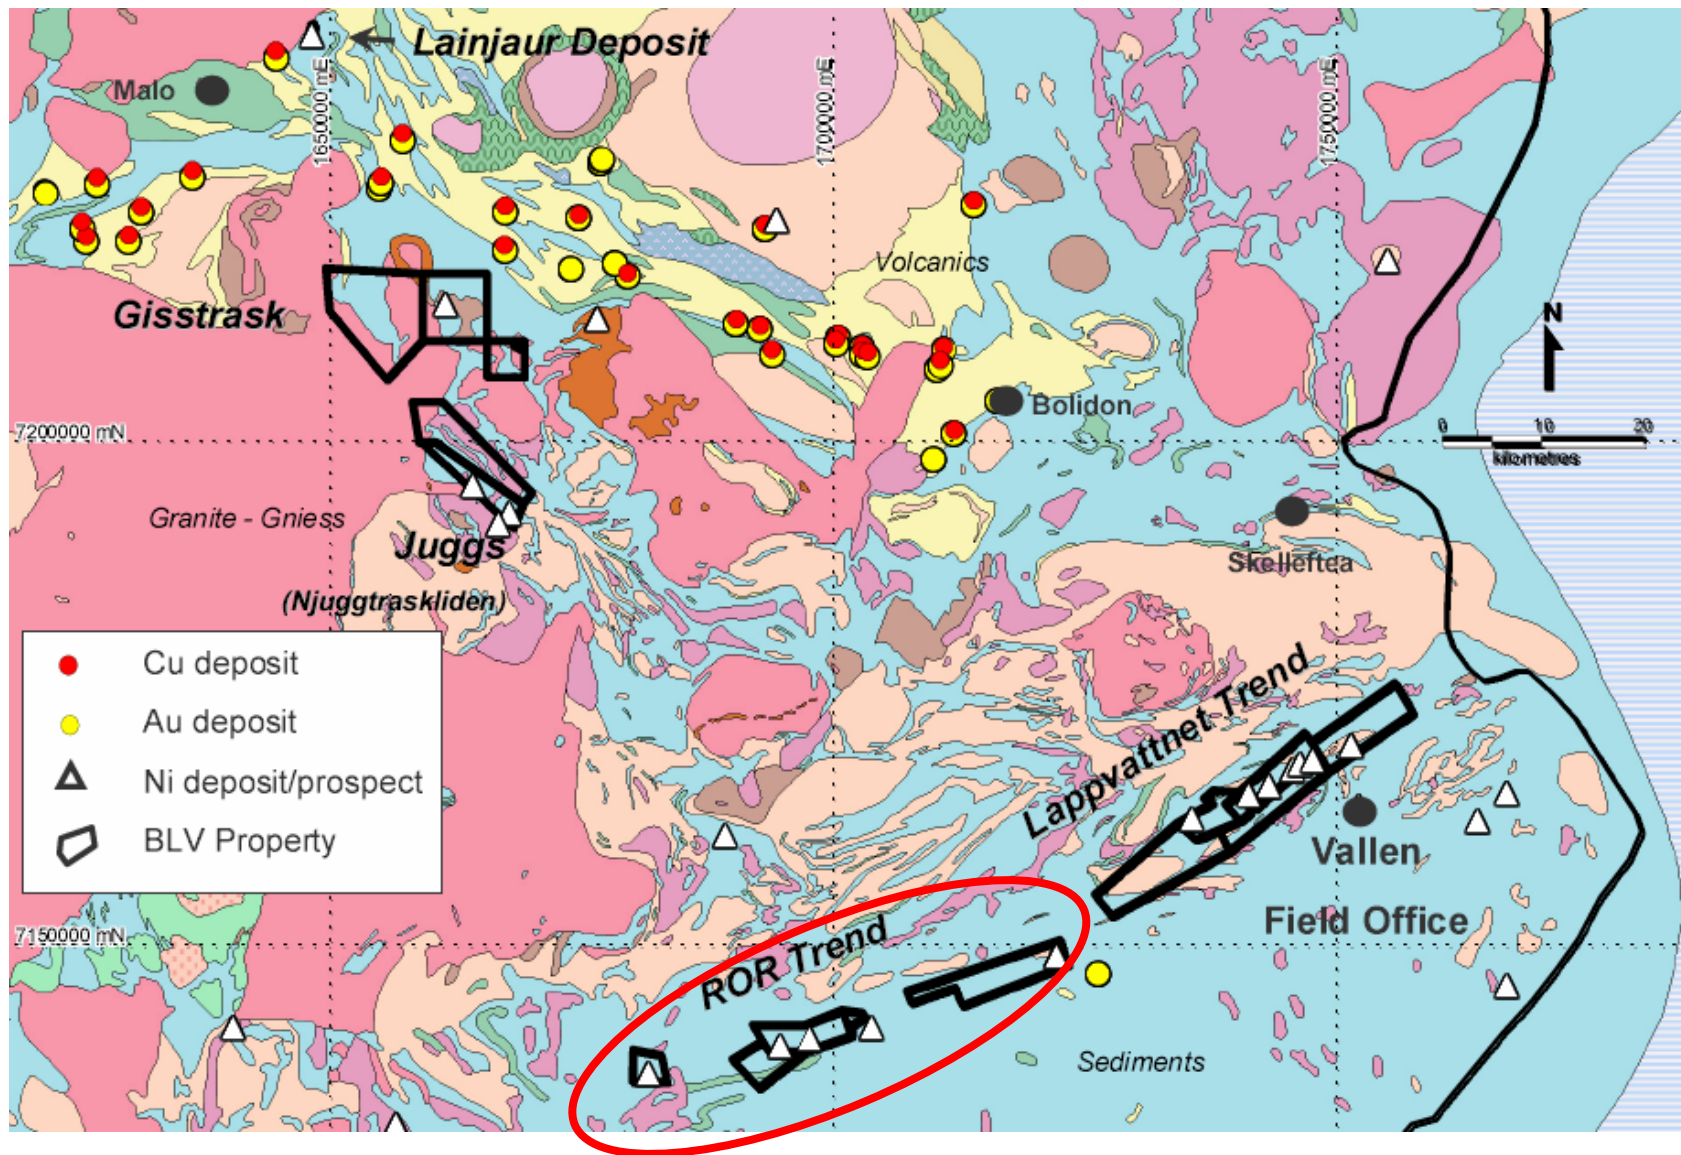 Lainjaur Deposit
Malo
1650000 mE
1700000 mE
1750000 mE
Volcanics
Gisstrask
N
Bolidon
7200000 mN
0 10 20
kilometres
Granite - Gniess
Juggs
Skelleftea
(Njuggtraskliden)
Cu deposit
Au deposit
Ni deposit/prospect
BLV Property
Lappvattnet Trend
Vallen
Field Office
7150000 mN
ROR Trend
Sediments